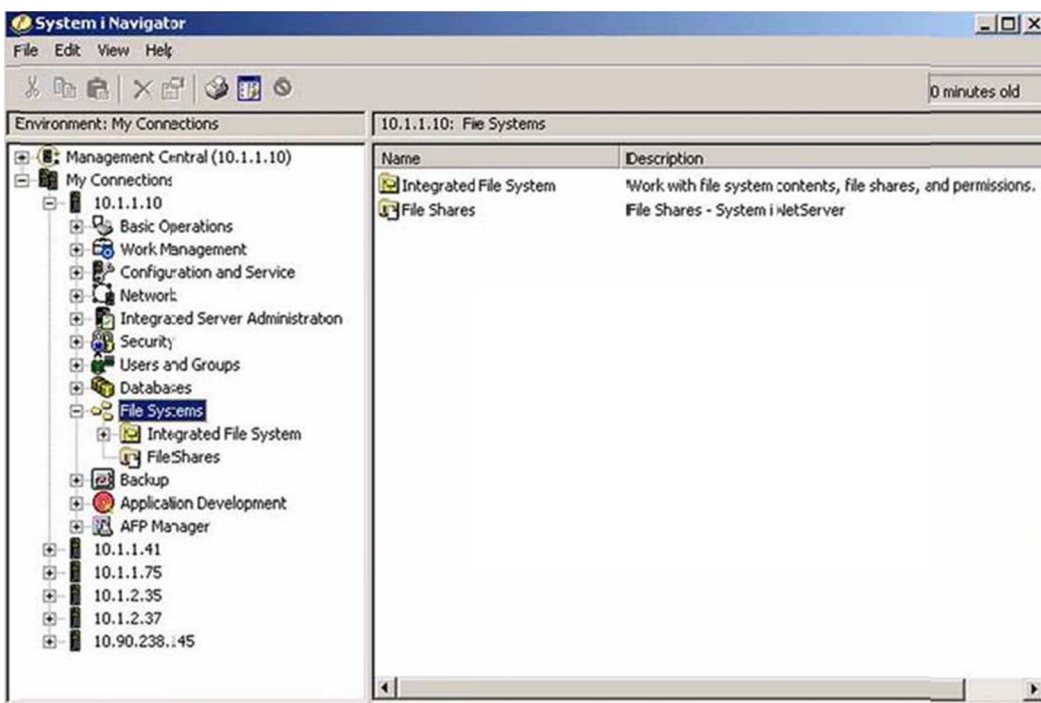 System i Navigator
File Edit View Help
0 minutes old
Environment: My Connections
10.1.1.10: File Systems
Management Central (10.1.1.10)
My Connections
10.1.1.10
Basic Operations
Work Management
Configuration and Service
Network
Integrated Server Administration
Security
Users and Groups
Databases
File Systems
Integrated File System
File Shares
Backup
Application Development
AFP Manager
10.1.1.41
10.1.1.75
10.1.2.35
10.1.2.37
10.90.238.145
Name Description
Integrated File System Work with file system contents, file shares, and permissions.
File Shares File Shares - System i NetServer